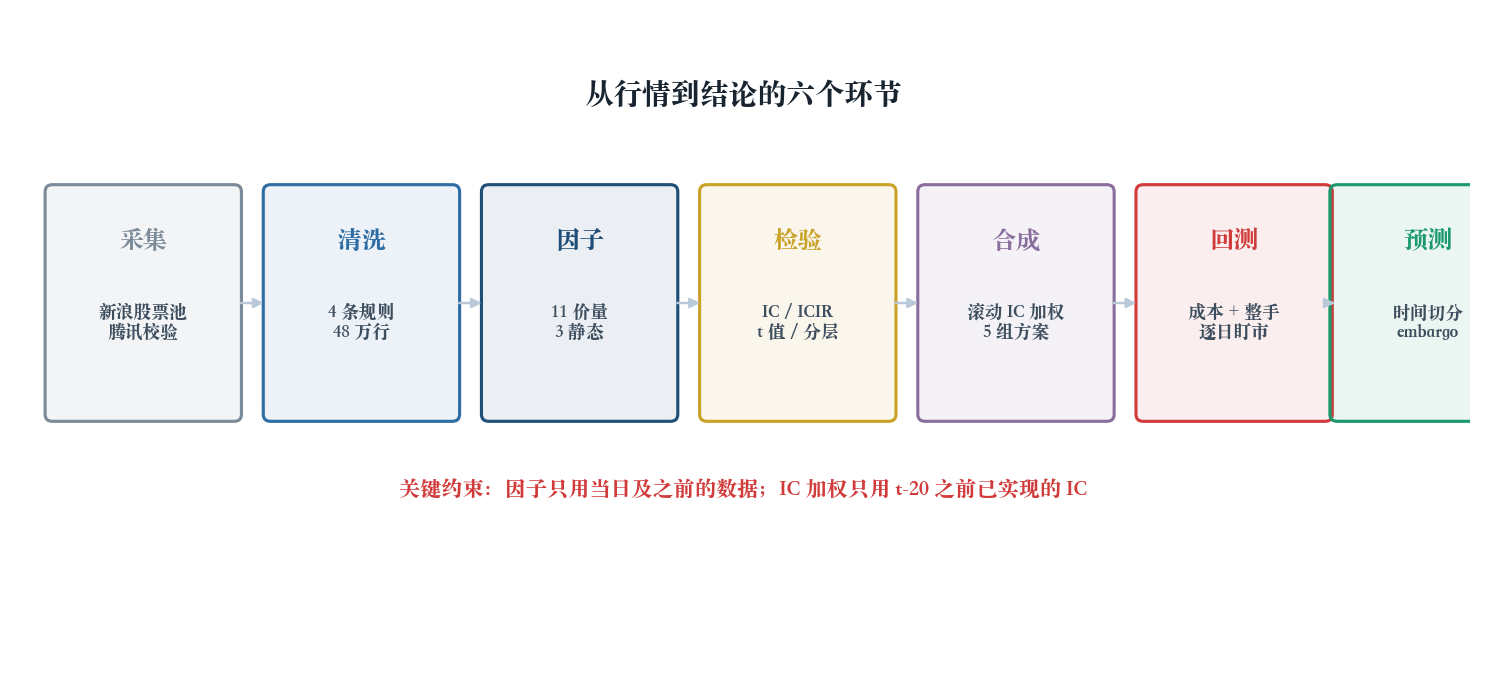 从行情到结论的六个环节
采集
新浪股票池
腾讯校验
清洗
4 条规则
48 万行
因子
11 价量
3 静态
检验
IC / ICIR
t 值 / 分层
合成
滚动 IC 加权
5 组方案
回测
成本 + 整手
逐日盯市
预测
时间切分
embargo
关键约束：因子只用当日及之前的数据；IC 加权只用 t-20 之前已实现的 IC